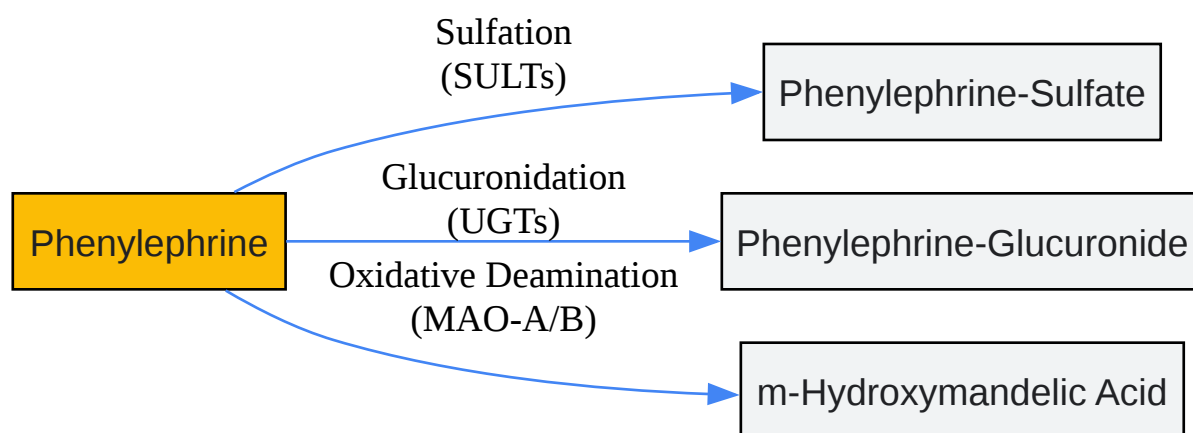 Sulfation
(SULTs)
Phenylephrine-Sulfate
Glucuronidation
(UGTs)
Phenylephrine
Phenylephrine-Glucuronide
Oxidative Deamination
(MAO-A/B)
m-Hydroxymandelic Acid